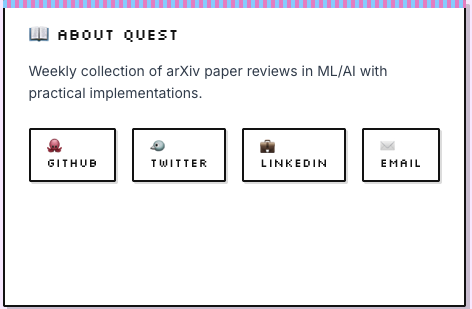 ABOUT QUEST
Weekly collection of arXiv paper reviews in ML/AI with
practical implementations.
GITHUB
TWITTER
LINKEDIN
EMAIL